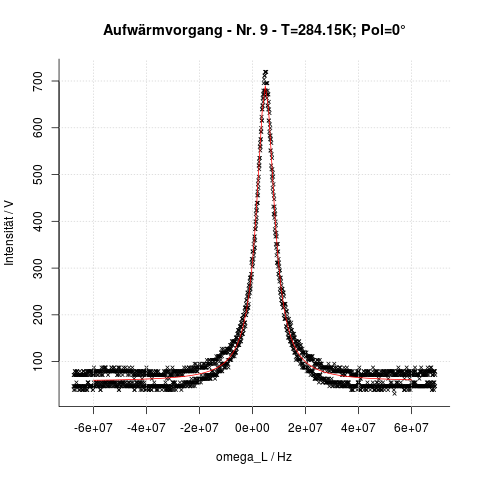 Aufwärmvorgang - Nr. 9 - T=284.15K; Pol=0°
Intensität / V
700
600
500
400
300
200
100
-6e+07 -4e+07 -2e+07 0e+00 2e+07 4e+07 6e+07
omega_L / Hz